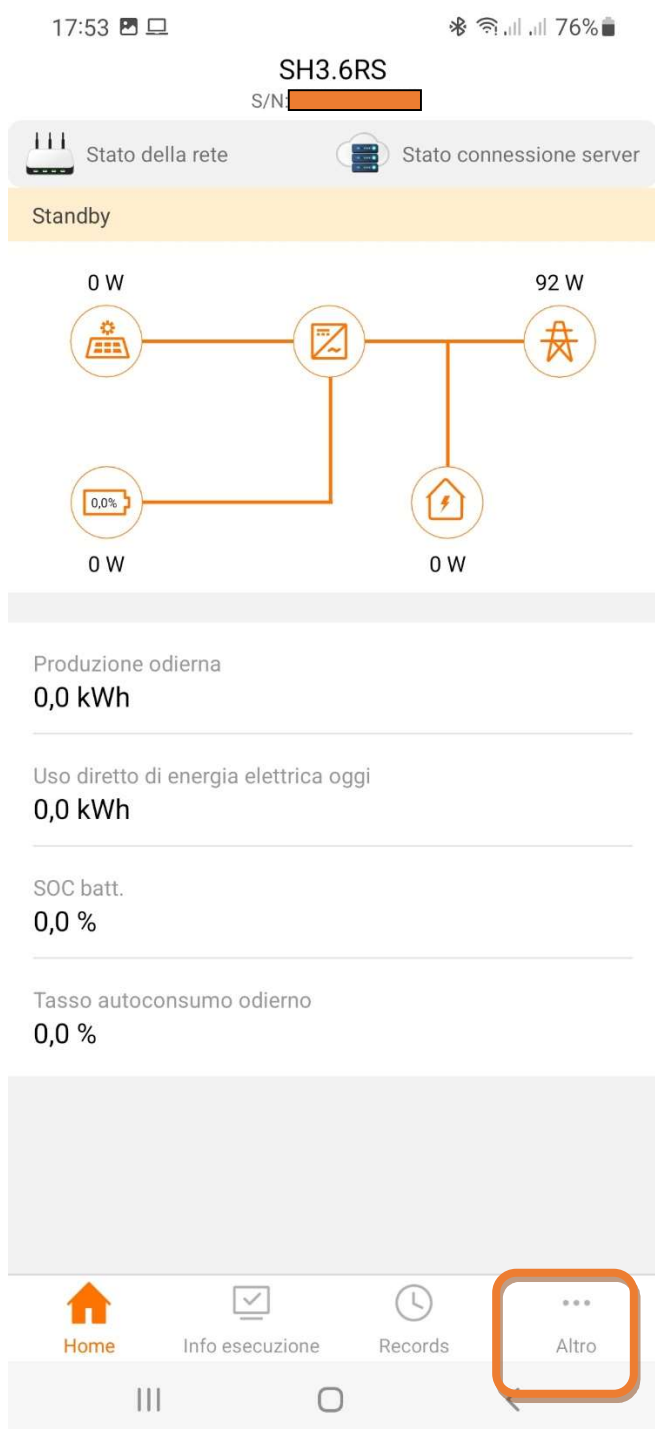 17:53 76%
SH3.6RS
S/N:
Stato della rete Stato connessione server
Standby
0 W 92 W
0,0%
0 W 0 W
Produzione odierna
0,0 kWh
Uso diretto di energia elettrica oggi
0,0 kWh
SOC batt.
0,0 %
Tasso autoconsumo odierno
0,0 %
Home Info esecuzione Records Altro